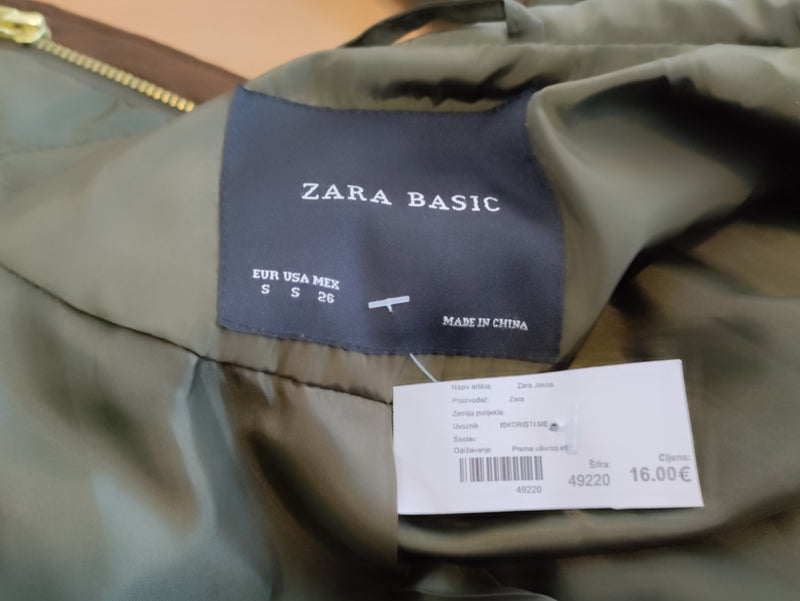 ZARA BASIC
EUR USA MEX
S S 26
MADE IN CHINA
Naziv artikla: Zara Jakna
Proizvođač: Zara
Zemlja porijekla:
Uvoznik: ISKORISTI.ME
Sastav
Održavanje: Prema ušivnoj
49220
Šifra:
49220
Cijena:
16.00€